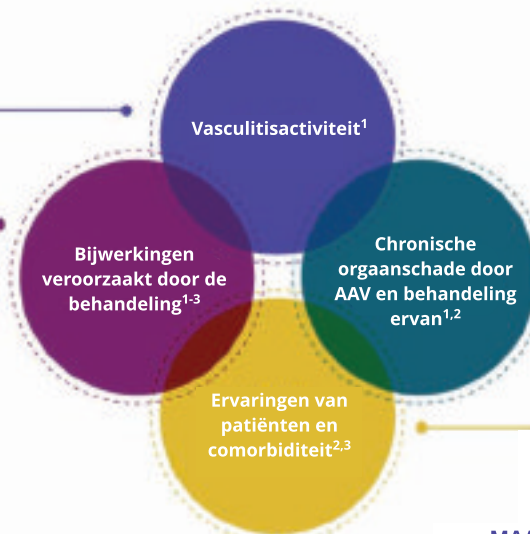 Vasculitisactiviteit¹
Bijwerkingen
veroorzaakt door de
behandeling¹⁻³
Chronische
orgaanschade door
AAV en behandeling
ervan¹,²
Ervaringen van
patiënten en
comorbiditeit²,³